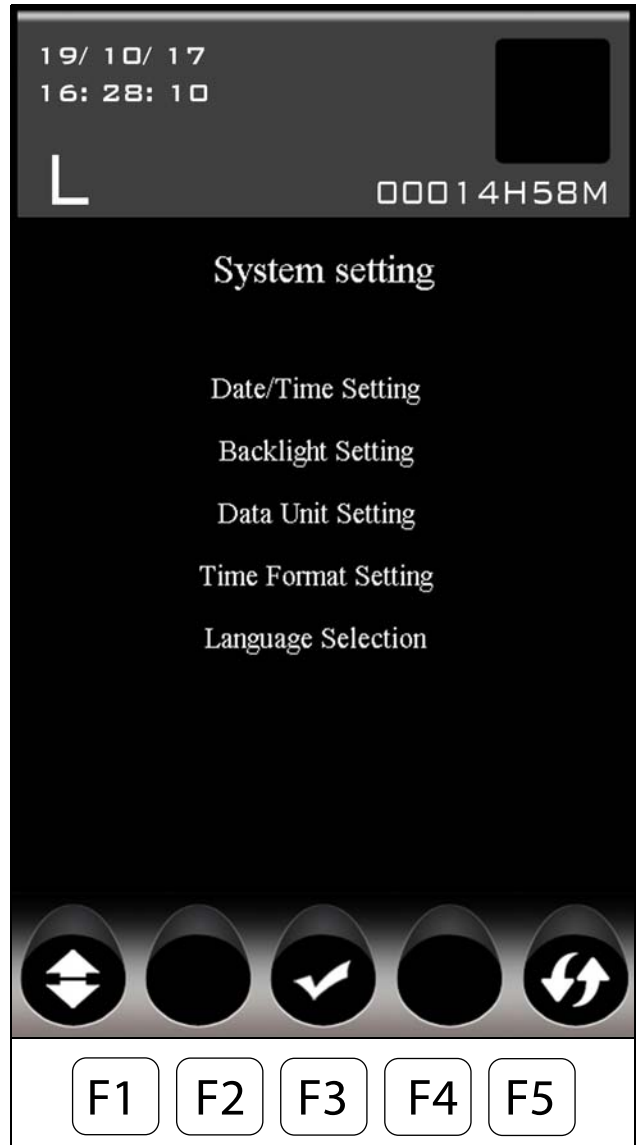 19/ 10/ 17
16: 28: 10
L
00014H58M
System setting
Date/Time Setting
Backlight Setting
Data Unit Setting
Time Format Setting
Language Selection
F1 F2 F3 F4 F5